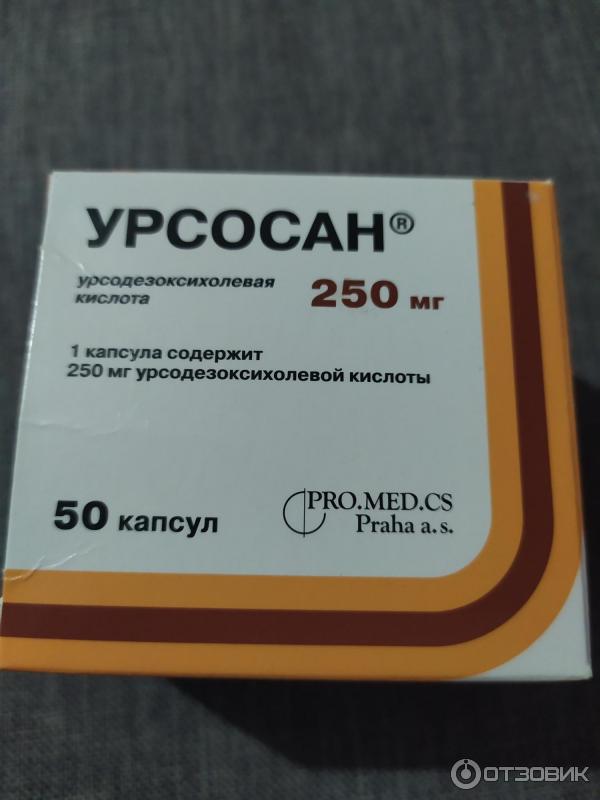 УРСОСАН®
урсодезоксихолевая
кислота
250 мг
1 капсула содержит
250 мг урсодезоксихолевой кислоты
50 капсул
PRO.MED.CS
Praha a.s.
ОТЗОВИК